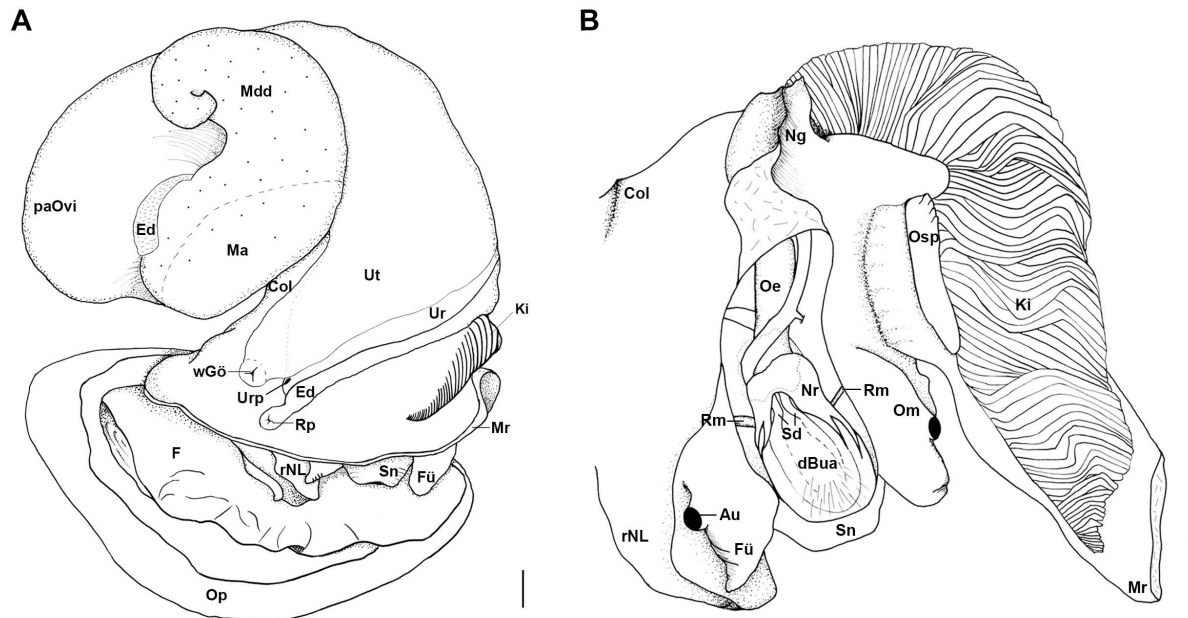 A
Mdd
paOvi
Ed
Ma
Col
Ut
Ur
Ki
wGö
Urp
Ed
Rp
Mr
F
rNL
Sn
Fü
Op
B
Ng
Col
Osp
Oe
Ki
Nr
Rm
Rm
Om
Sd
dBua
Au
Sn
rNL
Fü
Mr